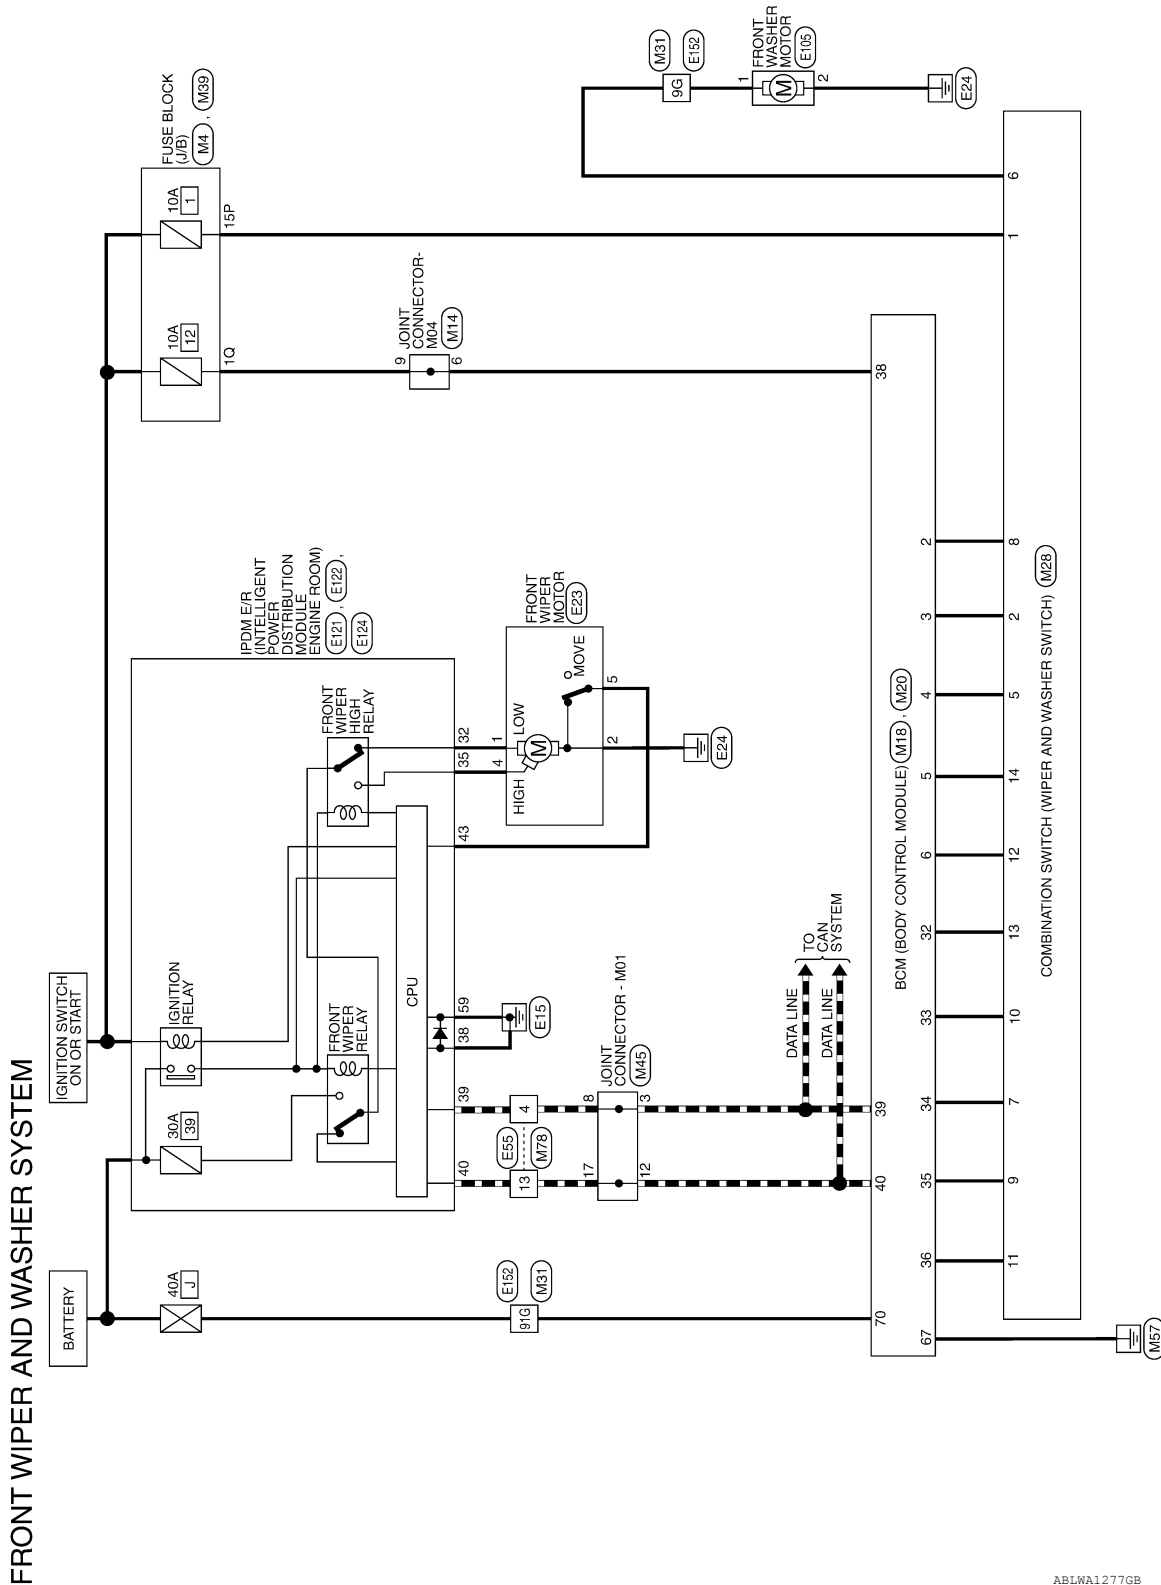 FRONT WIPER AND WASHER SYSTEM
BATTERY
IGNITION SWITCH
ON OR START
40A
J
30A
39
IGNITION
RELAY
10A
12
10A
1
FUSE BLOCK
(J/B)
M4 , M39
1Q
15P
FRONT
WIPER
RELAY
FRONT
WIPER
HIGH
RELAY
IPDM E/R
(INTELLIGENT
POWER
DISTRIBUTION
MODULE
ENGINE ROOM)
E121 , E122 ,
E124
CPU
40
39
38
59
43
35
32
E15
JOINT
CONNECTOR-
M04
M14
9
6
E152
M31
91G
E55
M78
13
4
HIGH
LOW
4
1
M
MOVE
2
5
FRONT
WIPER
MOTOR
E23
E24
M31
E152
9G
1
M
2
FRONT
WASHER
MOTOR
E105
E24
17
8
12
3
JOINT
CONNECTOR - M01
M45
DATA LINE
DATA LINE
TO
CAN
SYSTEM
70
40
39
38
BCM (BODY CONTROL MODULE) M18 , M20
67
36
35
34
33
32
6
5
4
3
2
11
9
7
10
13
12
14
5
2
8
1
6
COMBINATION SWITCH (WIPER AND WASHER SWITCH) M28
M57
ABLWA1277GB